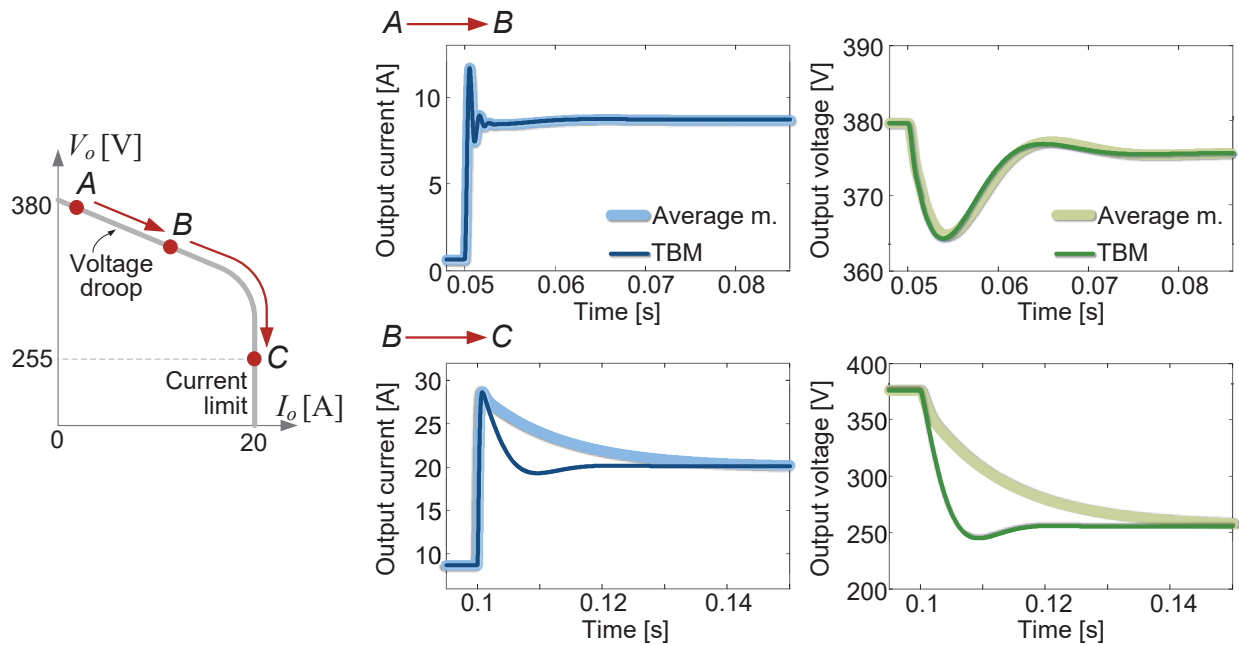 V_o [V]
380
A
B
Voltage
droop
255
C
Current
limit
I_o [A]
0
20
A B
Output current [A]
10
5
0
0.05 0.06 0.07 0.08
Time [s]
Average m.
TBM
Output voltage [V]
390
380
370
360
0.05 0.06 0.07 0.08
Time [s]
Average m.
TBM
B C
Output current [A]
30
25
20
15
10
0.1 0.12 0.14
Time [s]
Output voltage [V]
400
350
300
250
200
0.1 0.12 0.14
Time [s]